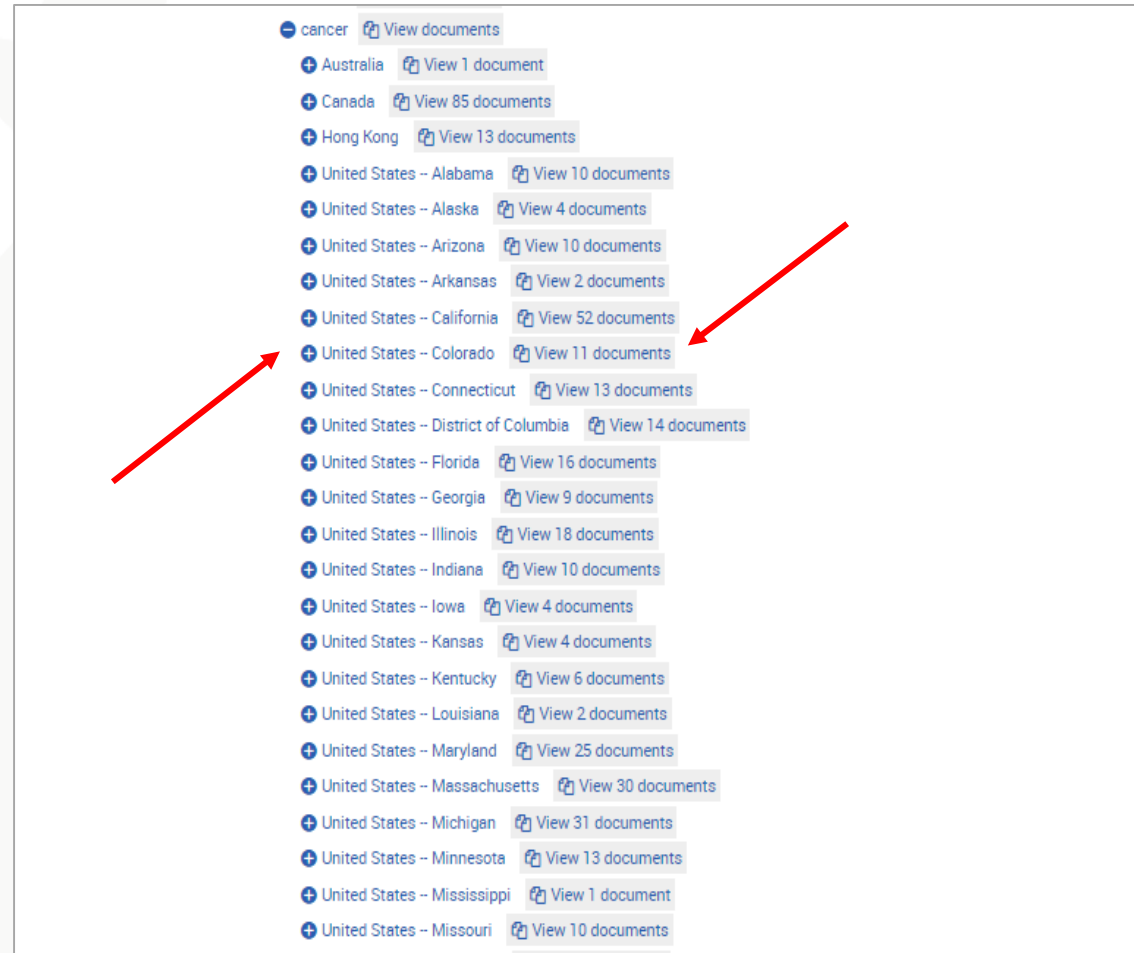 cancer View documents
Australia View 1 document
Canada View 85 documents
Hong Kong View 13 documents
United States -- Alabama View 10 documents
United States -- Alaska View 4 documents
United States -- Arizona View 10 documents
United States -- Arkansas View 2 documents
United States -- California View 52 documents
United States -- Colorado View 11 documents
United States -- Connecticut View 13 documents
United States -- District of Columbia View 14 documents
United States -- Florida View 16 documents
United States -- Georgia View 9 documents
United States -- Illinois View 18 documents
United States -- Indiana View 10 documents
United States -- Iowa View 4 documents
United States -- Kansas View 4 documents
United States -- Kentucky View 6 documents
United States -- Louisiana View 2 documents
United States -- Maryland View 25 documents
United States -- Massachusetts View 30 documents
United States -- Michigan View 31 documents
United States -- Minnesota View 13 documents
United States -- Mississippi View 1 document
United States -- Missouri View 10 documents